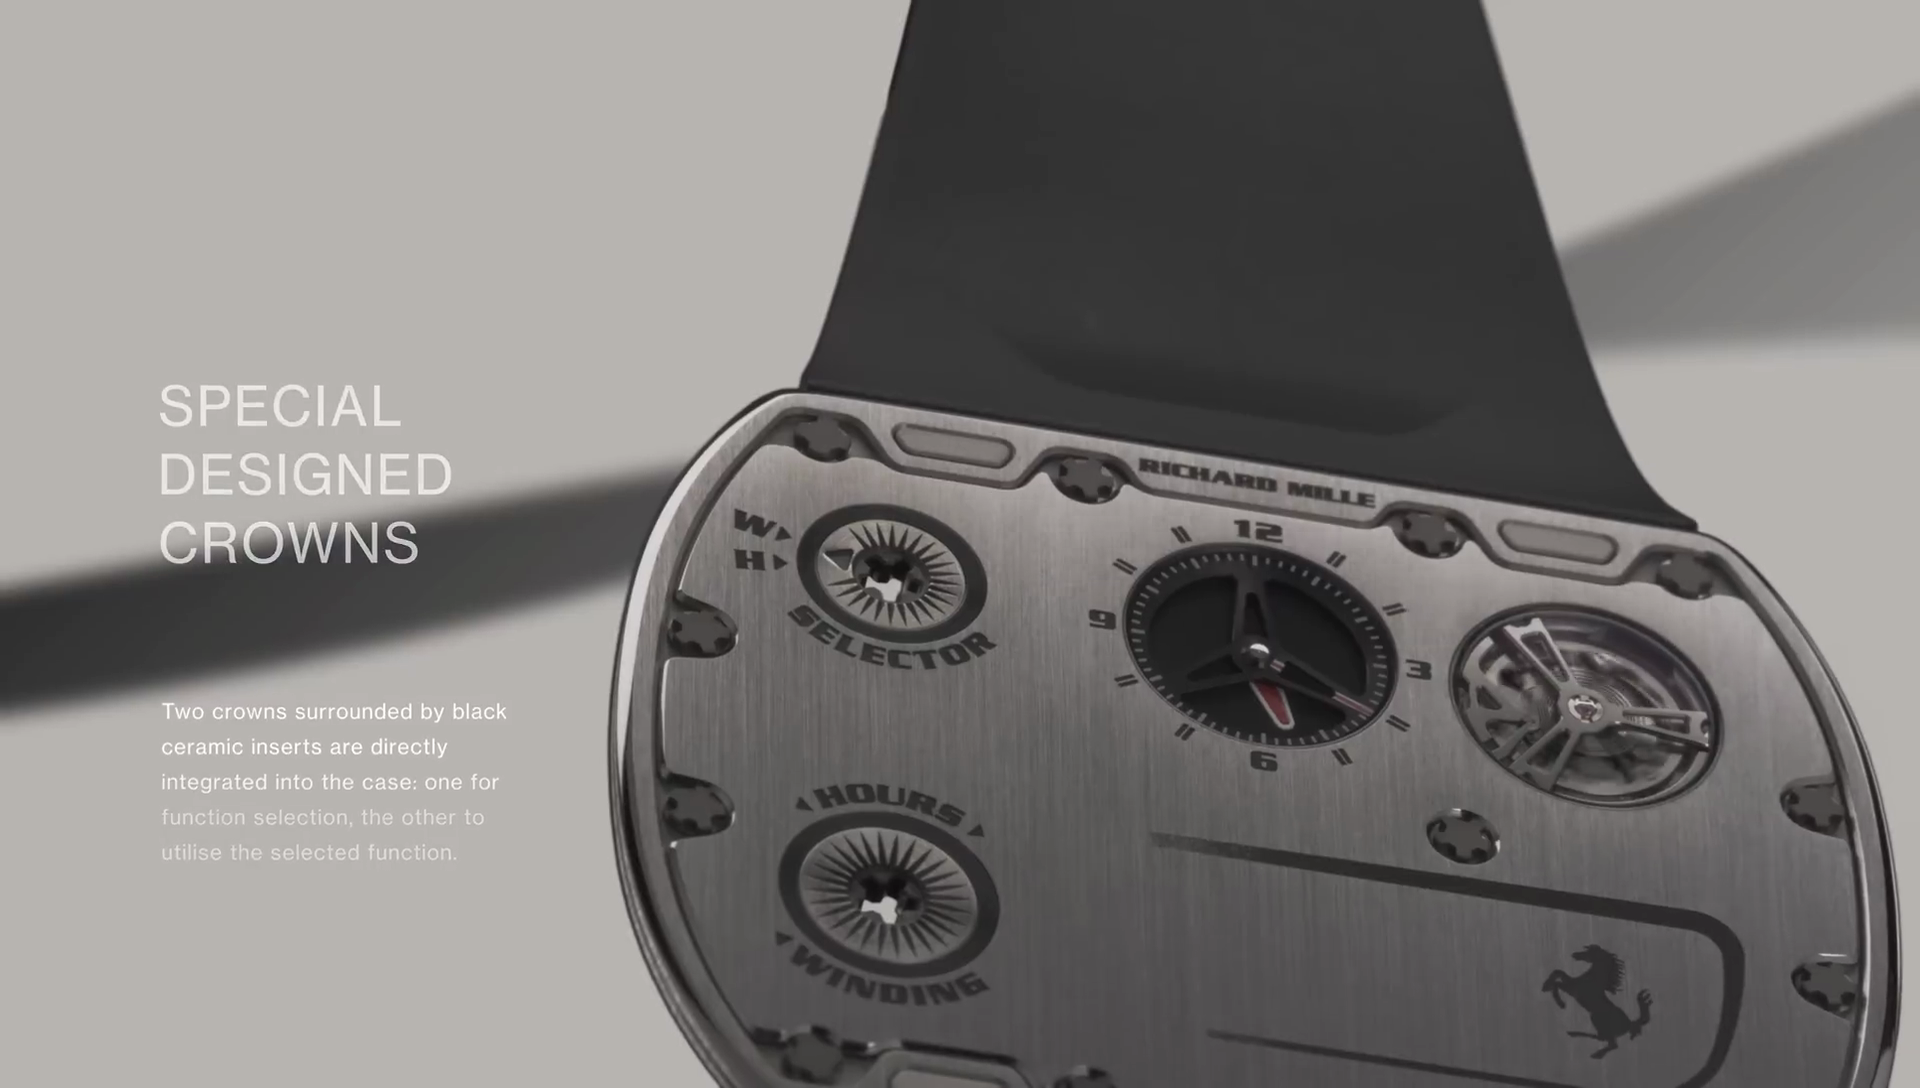 SPECIAL
DESIGNED
CROWNS
Two crowns surrounded by black
ceramic inserts are directly
integrated into the case: one for
function selection, the other to
utilise the selected function.
RICHARD MILLE
W
H
SELECTOR
12
9
3
6
HOURS
WINDING